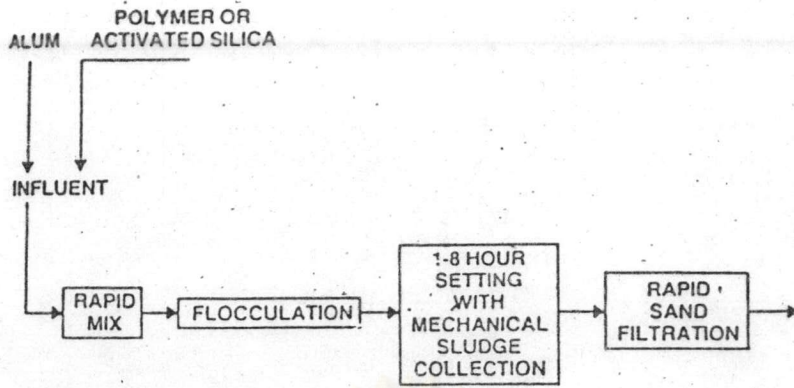 POLYMER OR
ALUM ACTIVATED SILICA
INFLUENT
RAPID
MIX
FLOCCULATION
1-8 HOUR
SETTING
WITH
MECHANICAL
SLUDGE
COLLECTION
RAPID
SAND
FILTRATION